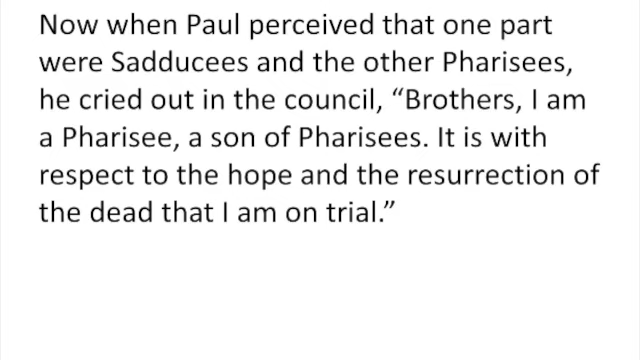 Now when Paul perceived that one part
were Sadducees and the other Pharisees,
he cried out in the council, “Brothers, I am
a Pharisee, a son of Pharisees. It is with
respect to the hope and the resurrection of
the dead that I am on trial.”